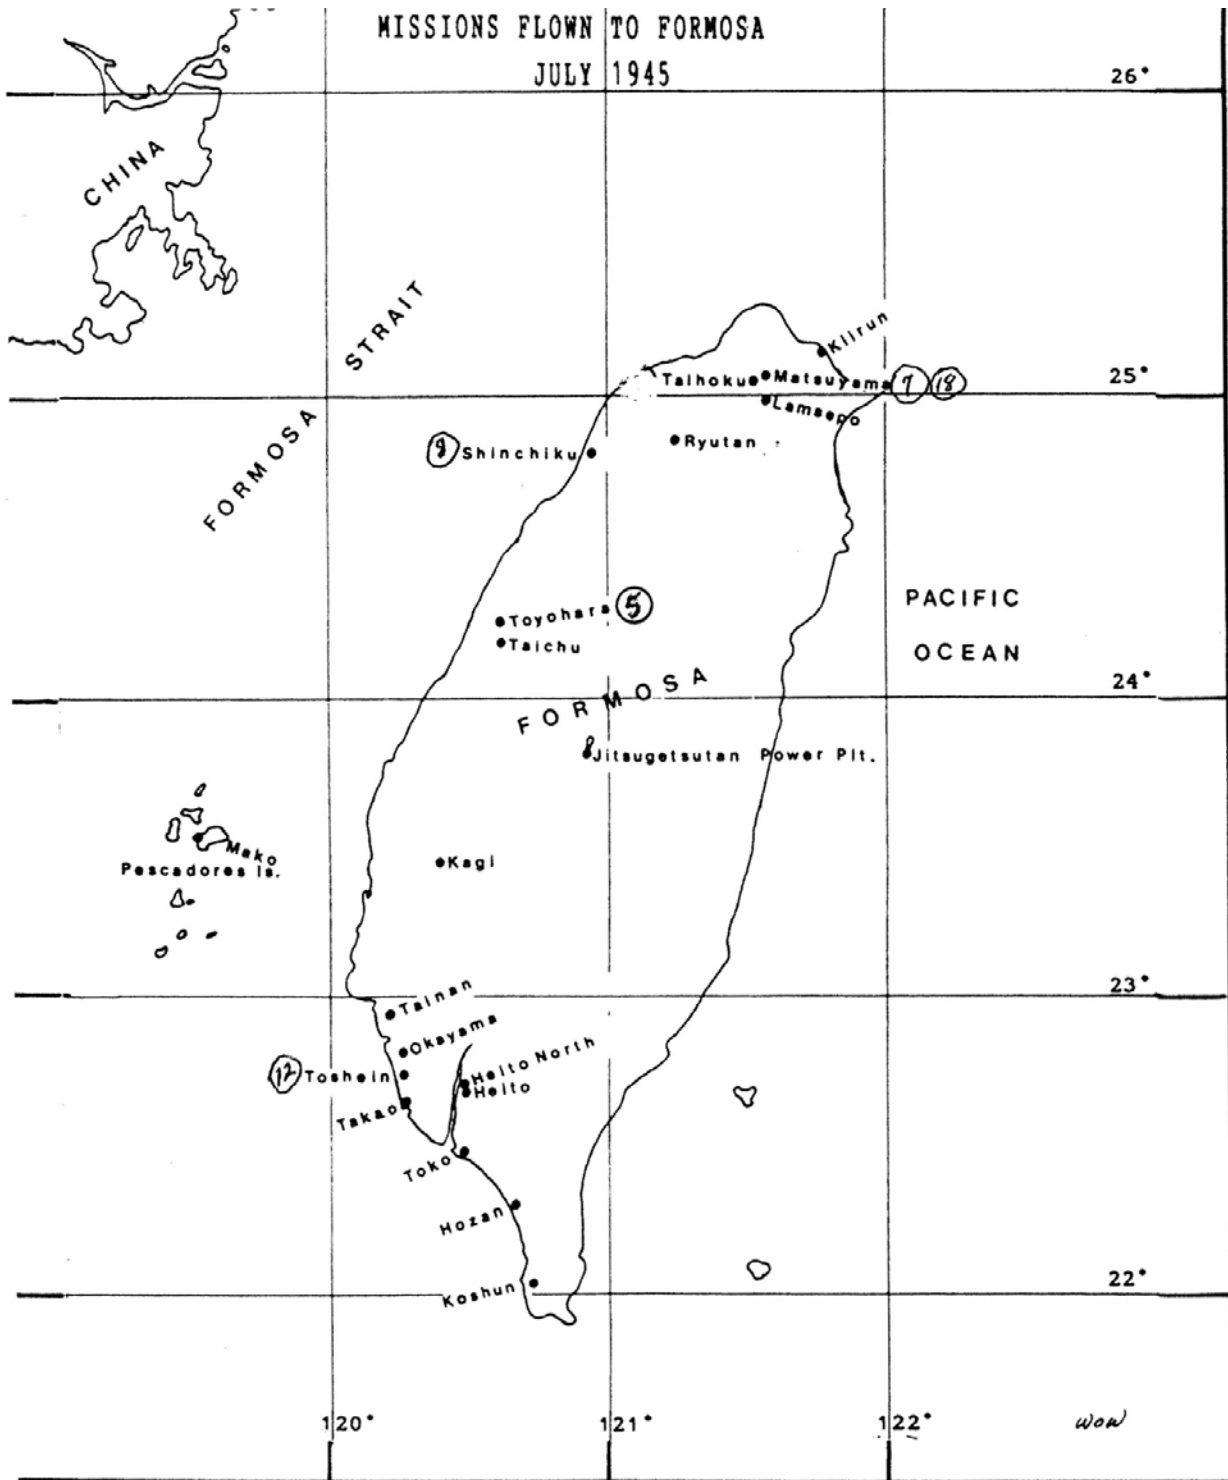 MISSIONS FLOWN TO FORMOSA
JULY 1945
26°
CHINA
FORMOSA STRAIT
Kiirun
Taihoku
Matsuyama 7 18
25°
Lamsepo
Ryutan
8 Shinchiku
PACIFIC
OCEAN
Toyohara 5
Taichu
FORMOSA
24°
Jitsugetsutan Power Plt.
Mako
Pescadores Is.
Kagi
23°
Tainan
Okayama
Heito North
12 Toshein
Heito
Takao
Toko
Hozan
Koshun
22°
120°
121°
122°
WOW